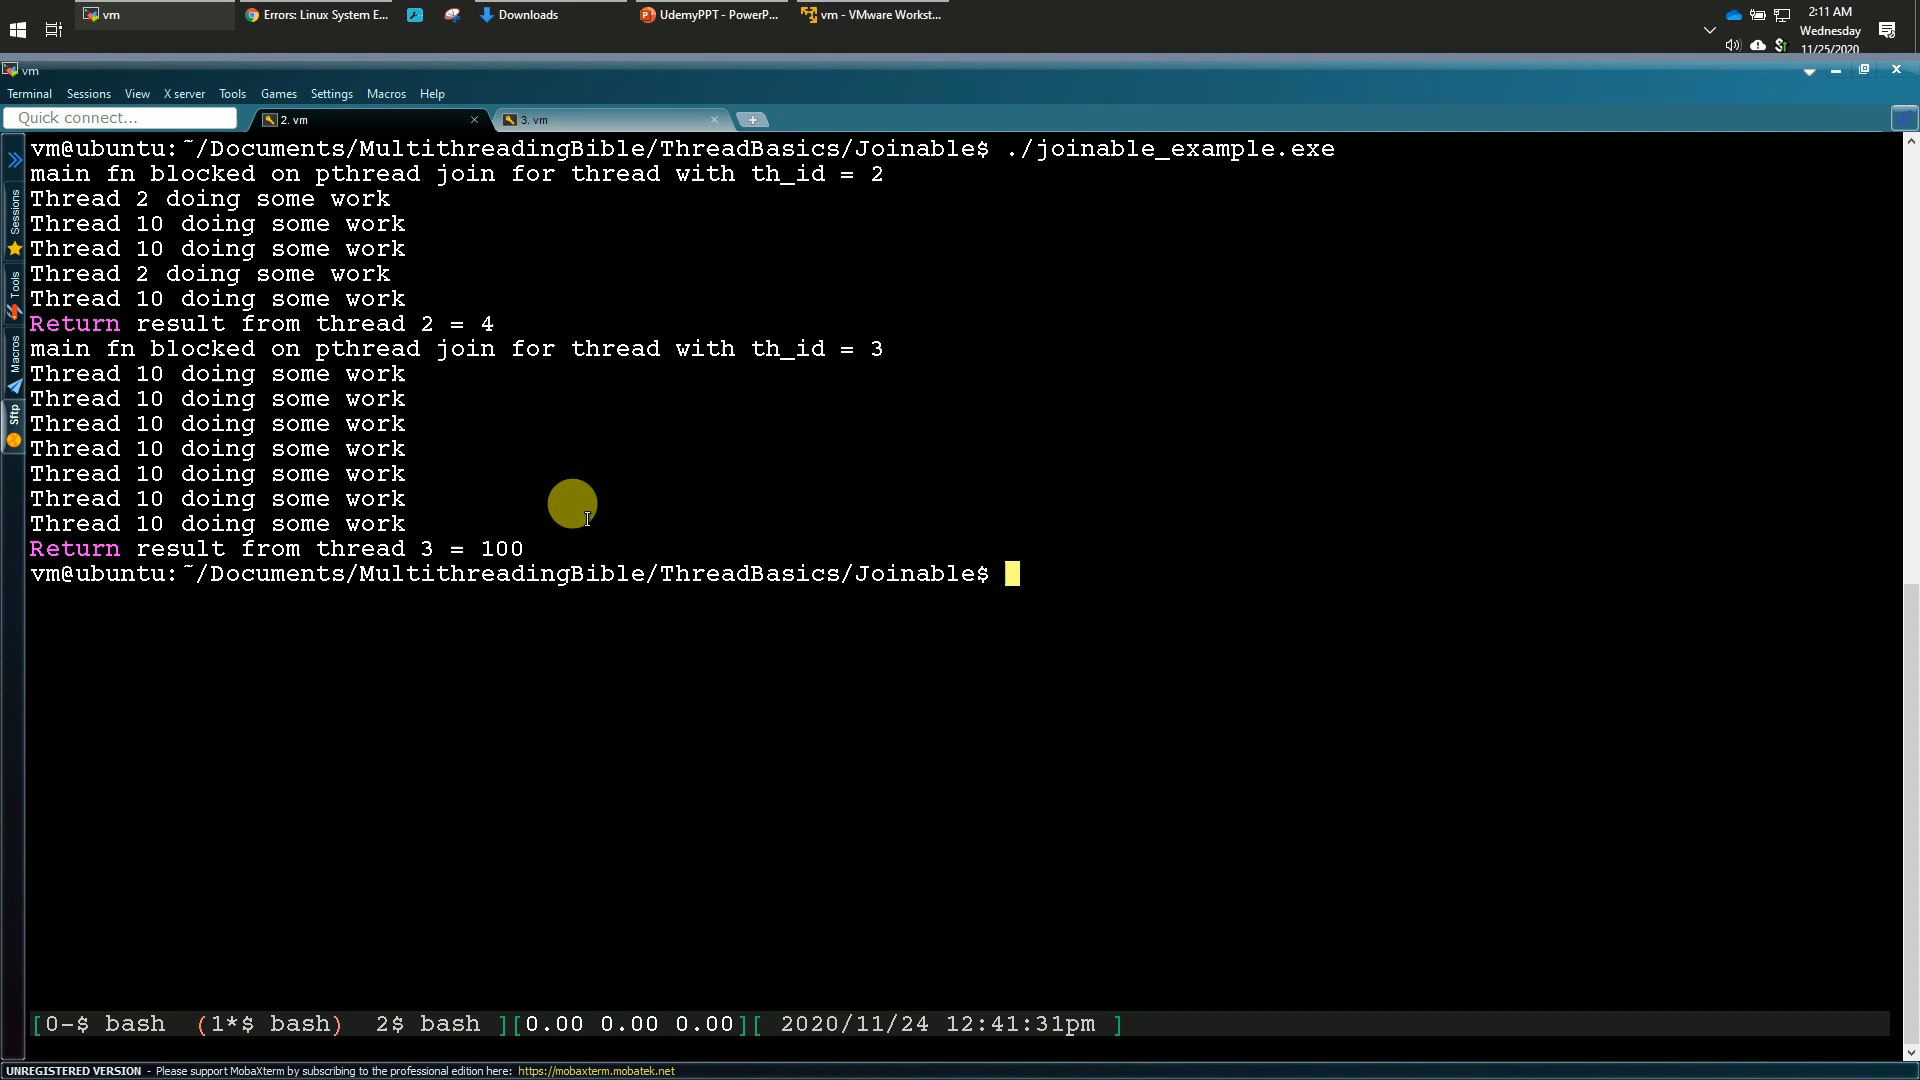 vm
Errors: Linux System E...
Downloads
UdemyPPT - PowerP...
vm - VMware Workst...
2:11 AM
Wednesday
11/25/2020
vm
Terminal Sessions View X server Tools Games Settings Macros Help
Quick connect...
2. vm
3. vm
Sessions
Tools
Macros
Sftp
vm@ubuntu:~/Documents/MultithreadingBible/ThreadBasics/Joinable$ ./joinable_example.exe
main fn blocked on pthread join for thread with th_id = 2
Thread 2 doing some work
Thread 10 doing some work
Thread 10 doing some work
Thread 2 doing some work
Thread 10 doing some work
Return result from thread 2 = 4
main fn blocked on pthread join for thread with th_id = 3
Thread 10 doing some work
Thread 10 doing some work
Thread 10 doing some work
Thread 10 doing some work
Thread 10 doing some work
Thread 10 doing some work
Thread 10 doing some work
Return result from thread 3 = 100
vm@ubuntu:~/Documents/MultithreadingBible/ThreadBasics/Joinable$
[0-$ bash (1*$ bash) 2$ bash ][0.00 0.00 0.00][ 2020/11/24 12:41:31pm ]
UNREGISTERED VERSION - Please support MobaXterm by subscribing to the professional edition here: https://mobaxterm.mobatek.net